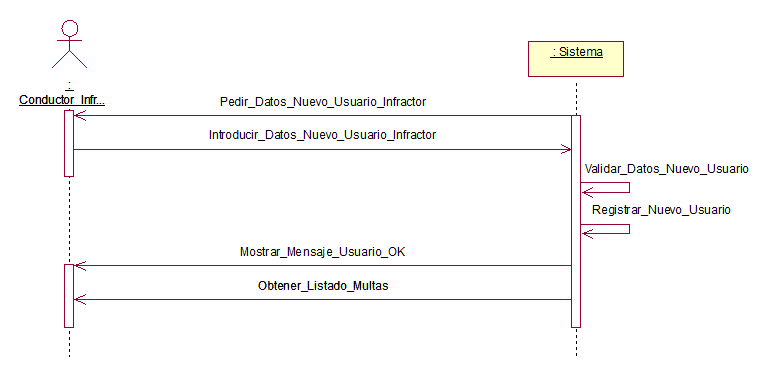 : Sistema
:
Conductor_Infr...
Pedir_Datos_Nuevo_Usuario_Infractor
Introducir_Datos_Nuevo_Usuario_Infractor
Validar_Datos_Nuevo_Usuario
Registrar_Nuevo_Usuario
Mostrar_Mensaje_Usuario_OK
Obtener_Listado_Multas